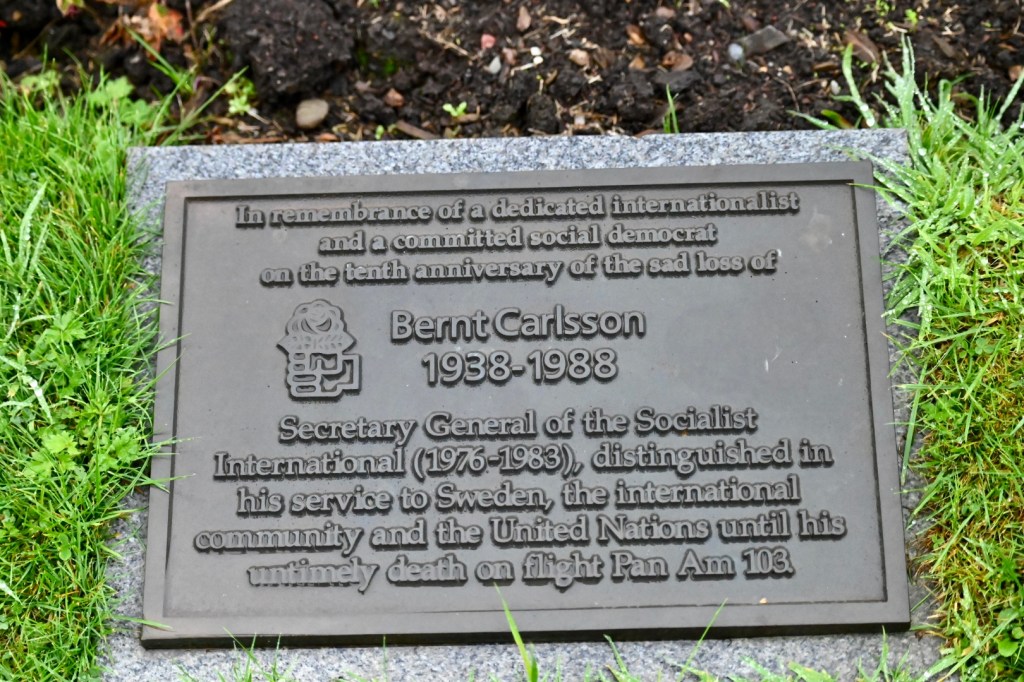 In remembrance of a dedicated internationalist
and a committed social democrat
on the tenth anniversary of the sad loss of
Bernt Carlsson
1938-1988
Secretary General of the Socialist
International (1976-1983), distinguished in
his service to Sweden, the international
community and the United Nations until his
untimely death on flight Pan Am 103.